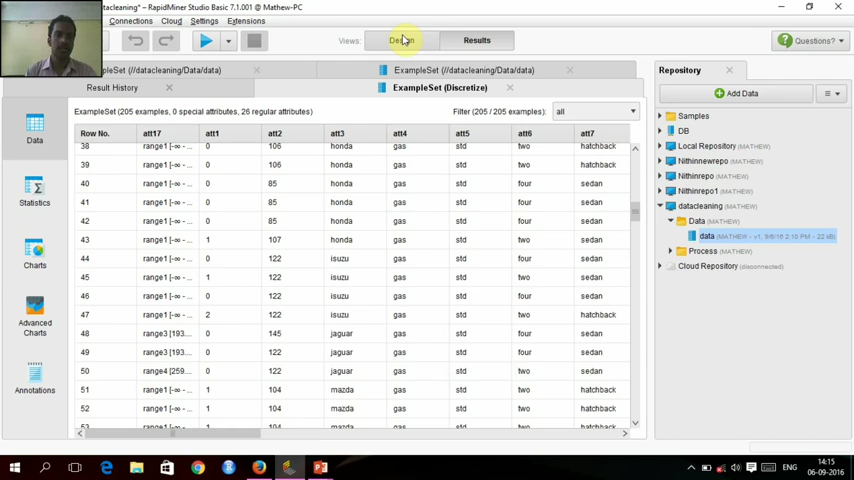 datacleaning* – RapidMiner Studio Basic 7.1.001 @ Mathew-PC
Connections Cloud Settings Extensions
Views: Design Results Questions?
ExampleSet (//datacleaning/Data/data) ExampleSet (//datacleaning/Data/data)
Result History ExampleSet (Discretize)
ExampleSet (205 examples, 0 special attributes, 26 regular attributes) Filter (205 / 205 examples): all
Row No. att17 att1 att2 att3 att4 att5 att6 att7
38 range1 [-∞ - ... 0 106 honda gas std two hatchback
39 range1 [-∞ - ... 0 106 honda gas std two hatchback
40 range1 [-∞ - ... 0 85 honda gas std four sedan
41 range1 [-∞ - ... 0 85 honda gas std four sedan
42 range1 [-∞ - ... 0 85 honda gas std four sedan
43 range1 [-∞ - ... 1 107 honda gas std two sedan
44 range1 [-∞ - ... 0 122 isuzu gas std four sedan
45 range1 [-∞ - ... 1 122 isuzu gas std two sedan
46 range1 [-∞ - ... 0 122 isuzu gas std four sedan
47 range1 [-∞ - ... 2 122 isuzu gas std two hatchback
48 range3 [193.... 0 145 jaguar gas std four sedan
49 range3 [193.... 0 122 jaguar gas std four sedan
50 range4 [259.... 0 122 jaguar gas std two sedan
51 range1 [-∞ - ... 1 104 mazda gas std two hatchback
52 range1 [-∞ - ... 1 104 mazda gas std two hatchback
53 range1 [-∞ - ... 1 104 mazda gas std two hatchback
Data
Statistics
Charts
Advanced
Charts
Annotations
Repository
Add Data
Samples
DB
Local Repository (MATHEW)
Nithinnewrepo (MATHEW)
Nithinrepo (MATHEW)
Nithinrepo1 (MATHEW)
datacleaning (MATHEW)
Data (MATHEW)
data (MATHEW – v1, 9/6/16 2:10 PM – 22 kB)
Process (MATHEW)
Cloud Repository (disconnected)
ENG
14:15
06-09-2016